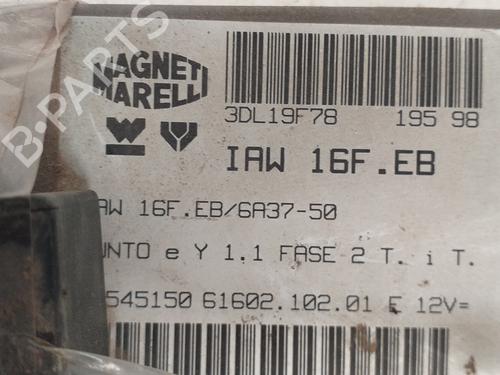 MAGNETI
MARELLI
3DL19F78 195 98
IAW 16F.EB
AW 16F.EB/6A37-50
UNTO e Y 1.1 FASE 2 T. i T.
545150 61602.102.01 E 12V=
B-PARTS